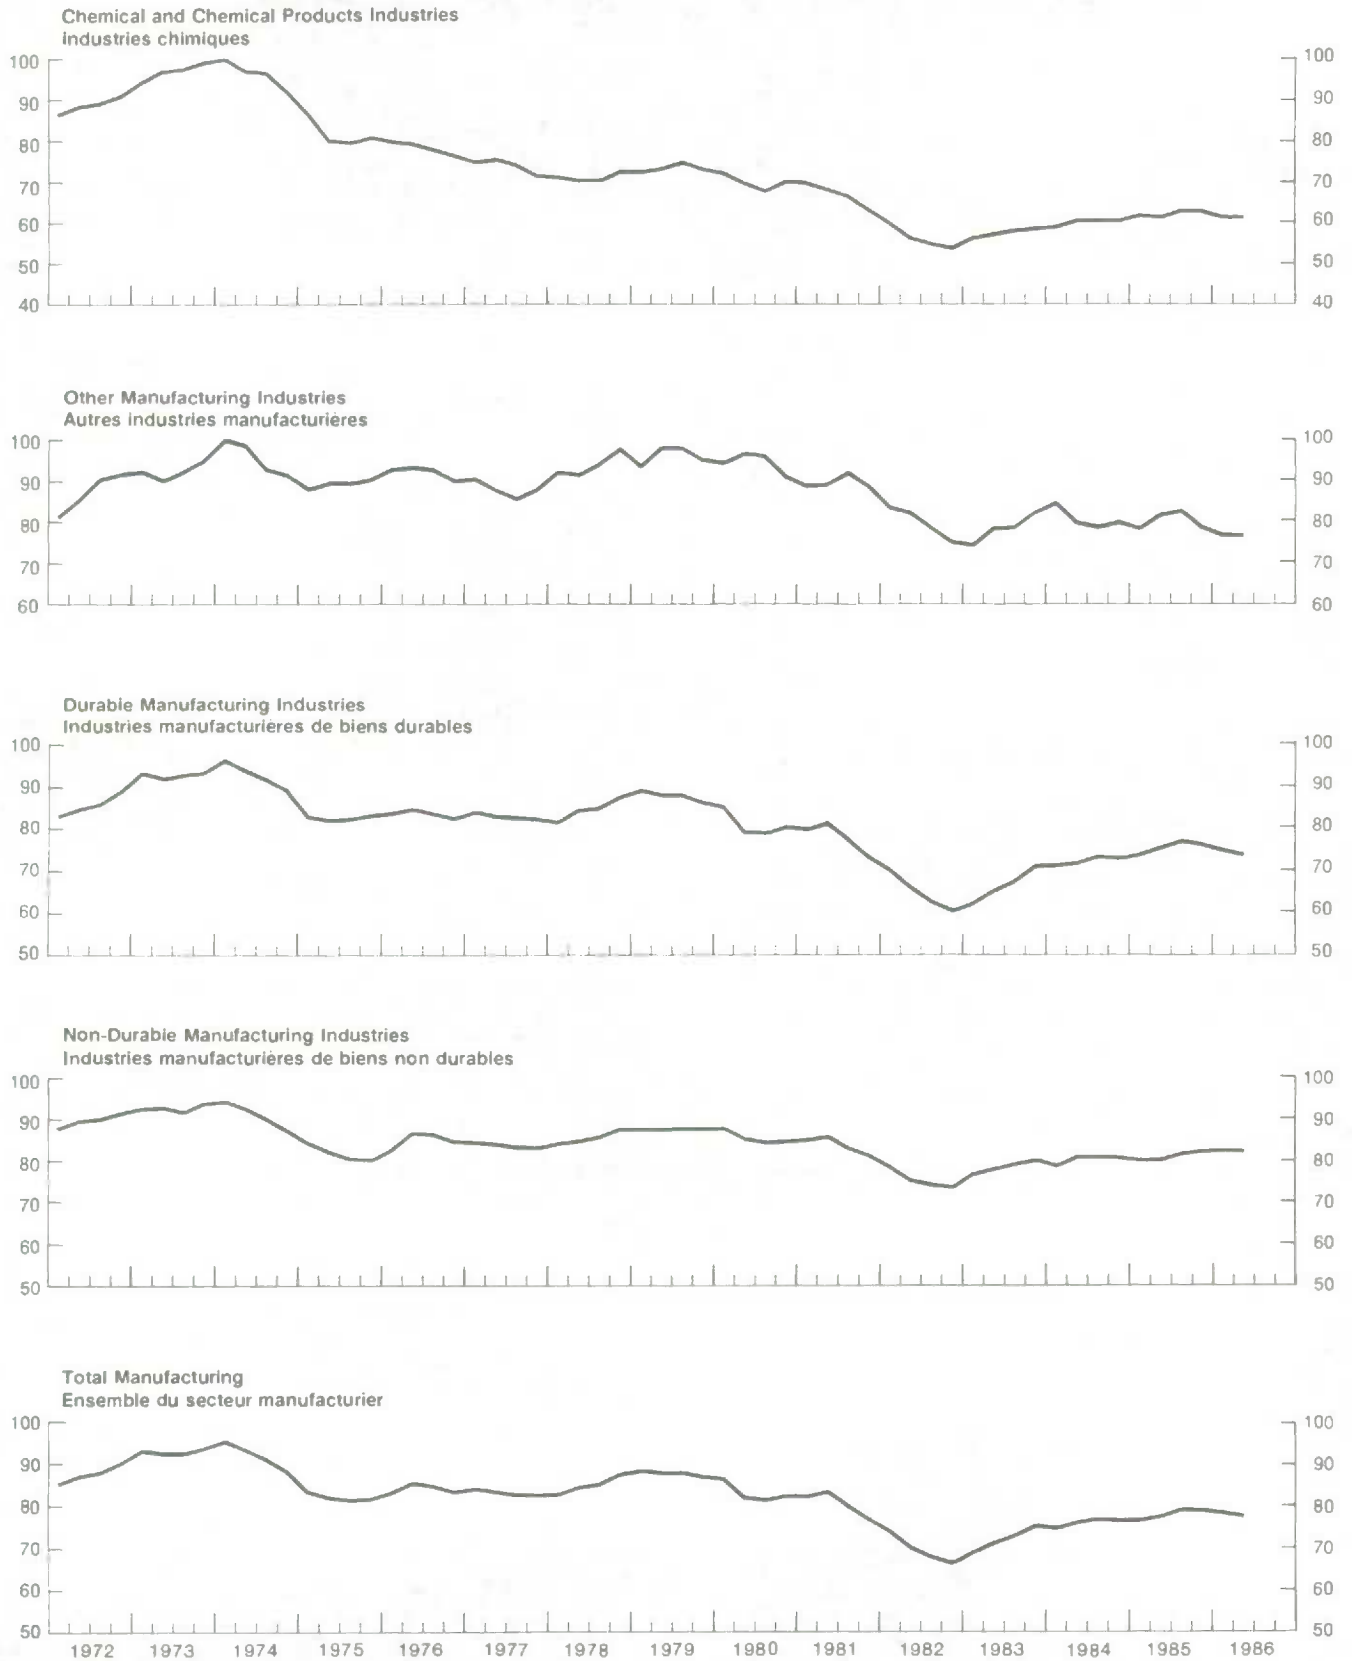 Chemical and Chemical Products Industries
Industries chimiques
100 100
90 90
80 80
70 70
60 60
50 50
40 40
Other Manufacturing Industries
Autres industries manufacturières
100 100
90 90
80 80
70 70
60 60
Durable Manufacturing Industries
Industries manufacturières de biens durables
100 100
90 90
80 80
70 70
60 60
50 50
Non-Durable Manufacturing Industries
Industries manufacturières de biens non durables
100 100
90 90
80 80
70 70
60 60
50 50
Total Manufacturing
Ensemble du secteur manufacturier
100 100
90 90
80 80
70 70
60 60
50 50
1972 1973 1974 1975 1976 1977 1978 1979 1980 1981 1982 1983 1984 1985 1986